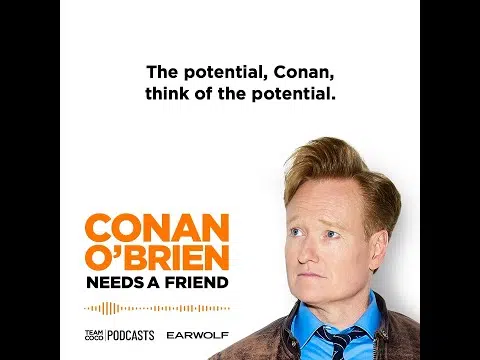 The potential, Conan,
think of the potential.
CONAN
O'BRIEN
NEEDS A FRIEND
TEAM
COCO
PODCASTS
EARWOLF